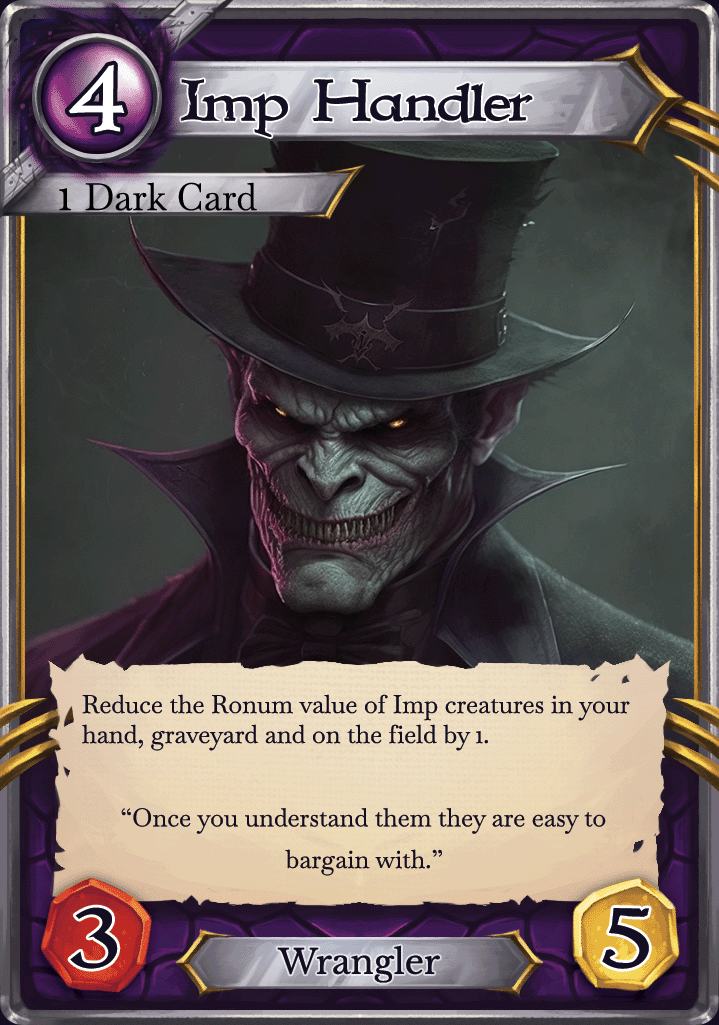 4
Imp Handler
1 Dark Card
Reduce the Ronum value of Imp creatures in your
hand, graveyard and on the field by 1.
“Once you understand them they are easy to
bargain with.”
3
Wrangler
5